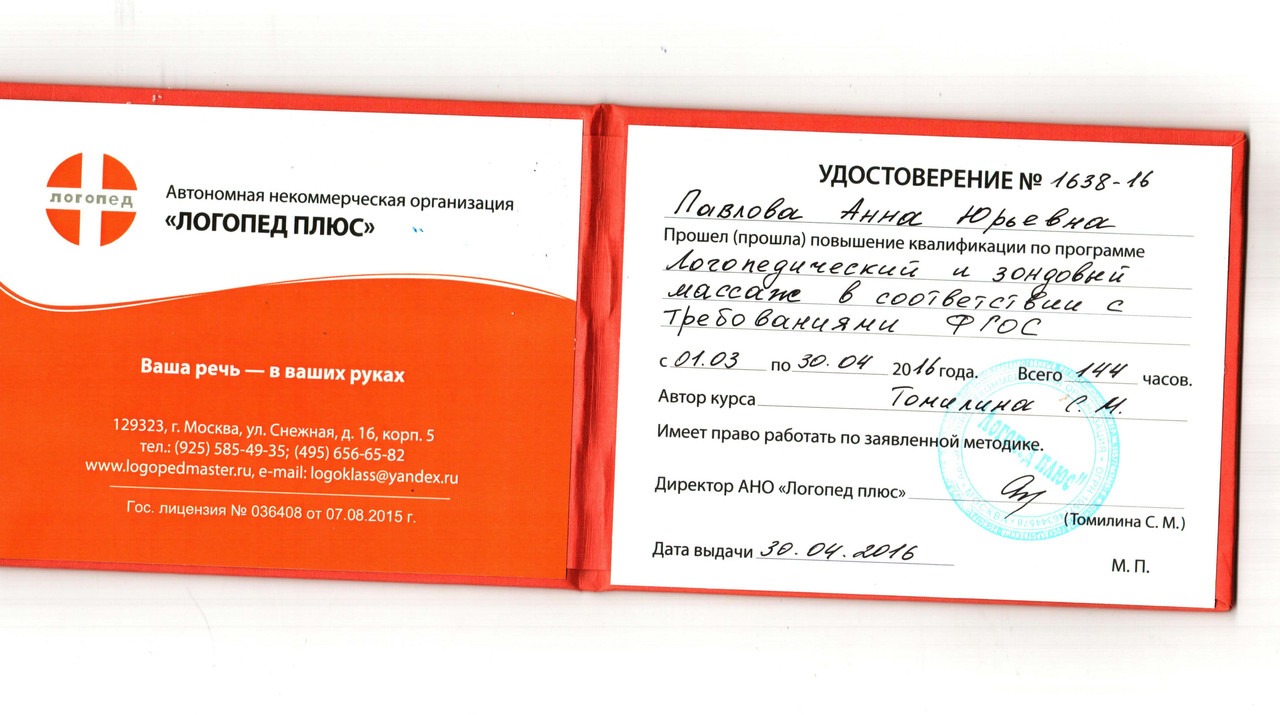 логопед
Автономная некоммерческая организация
«ЛОГОПЕД ПЛЮС»
Ваша речь — в ваших руках
129323, г. Москва, ул. Снежная, д. 16, корп. 5
тел.: (925) 585-49-35; (495) 656-65-82
www.logopedmaster.ru, e-mail: logoklass@yandex.ru
Гос. лицензия № 036408 от 07.08.2015 г.
УДОСТОВЕРЕНИЕ № 1638-16
Павлова Анна Юрьевна
Прошел (прошла) повышение квалификации по программе
Логопедический и зондовый
массаж в соответствии с
требованиями ФГОС
с 01.03 по 30.04 2016 года. Всего 144 часов.
Автор курса Томилина С. М.
Имеет право работать по заявленной методике.
Директор АНО «Логопед плюс»
(Томилина С. М.)
Дата выдачи 30.04.2016
М. П.
Логопед плюс"